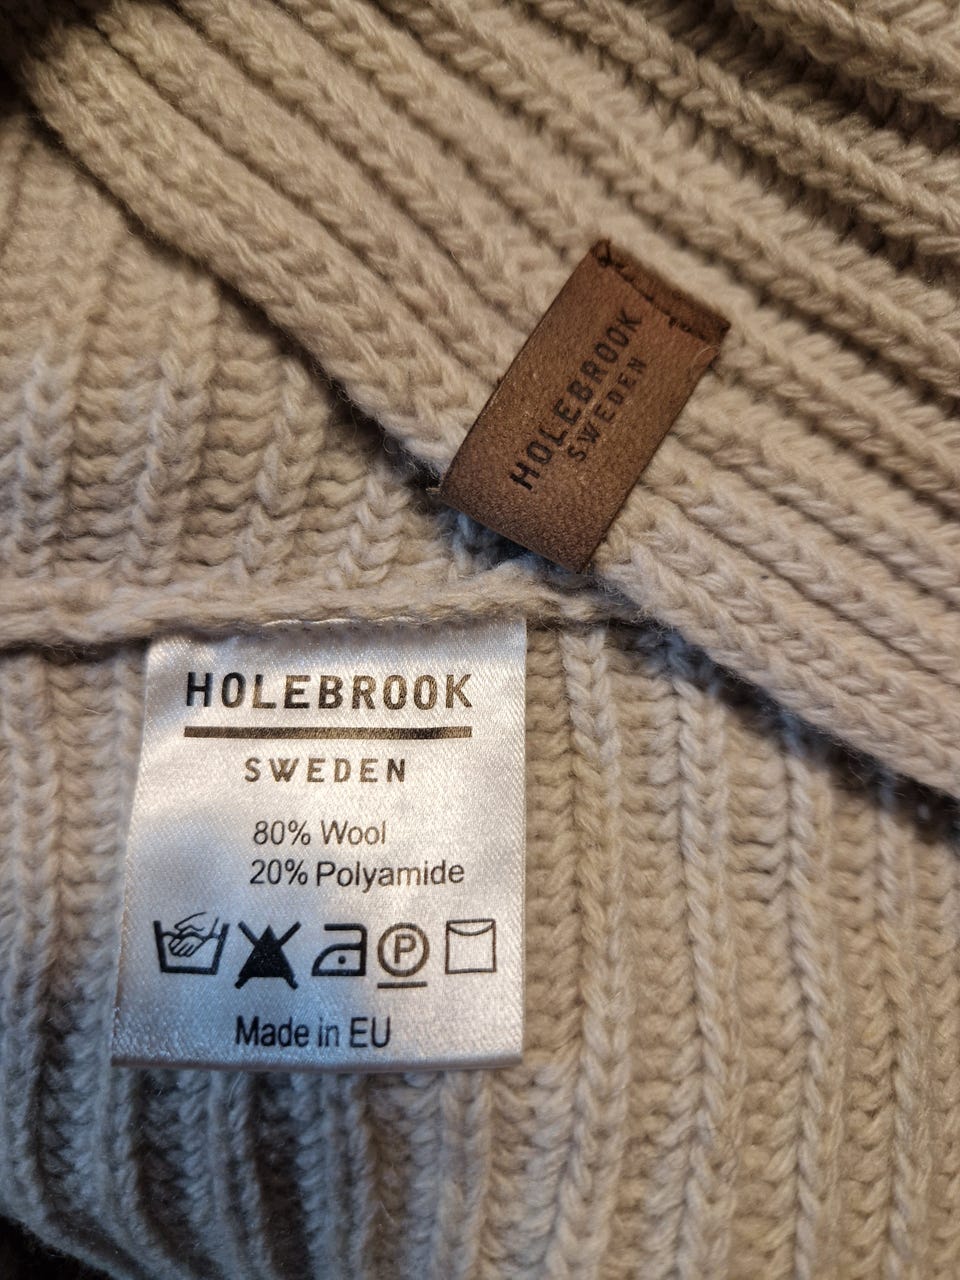 HOLEBROOK
SWEDEN
HOLEBROOK
SWEDEN
80% Wool
20% Polyamide
P
Made in EU